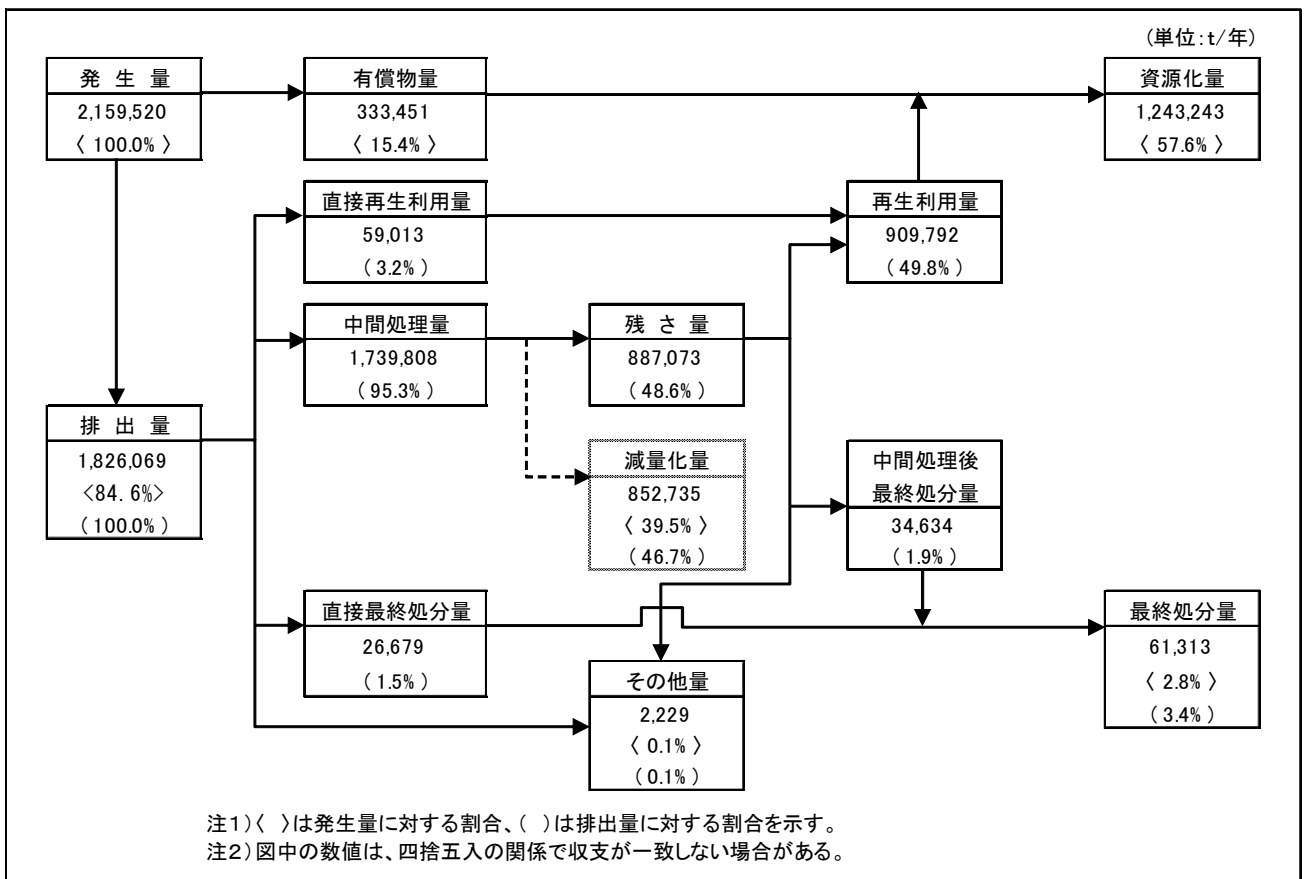 (単位:t/年)
発 生 量
2,159,520
〈 100.0% 〉
有償物量
333,451
〈 15.4% 〉
資源化量
1,243,243
〈 57.6% 〉
直接再生利用量
59,013
( 3.2% )
再生利用量
909,792
( 49.8% )
中間処理量
1,739,808
( 95.3% )
残 さ 量
887,073
( 48.6% )
排 出 量
1,826,069
<84. 6%>
( 100.0% )
減量化量
852,735
〈 39.5% 〉
( 46.7% )
中間処理後
最終処分量
34,634
( 1.9% )
直接最終処分量
26,679
( 1.5% )
その他量
2,229
〈 0.1% 〉
( 0.1% )
最終処分量
61,313
〈 2.8% 〉
( 3.4% )
注1)〈 〉は発生量に対する割合、( )は排出量に対する割合を示す。
注2)図中の数値は、四捨五入の関係で収支が一致しない場合がある。